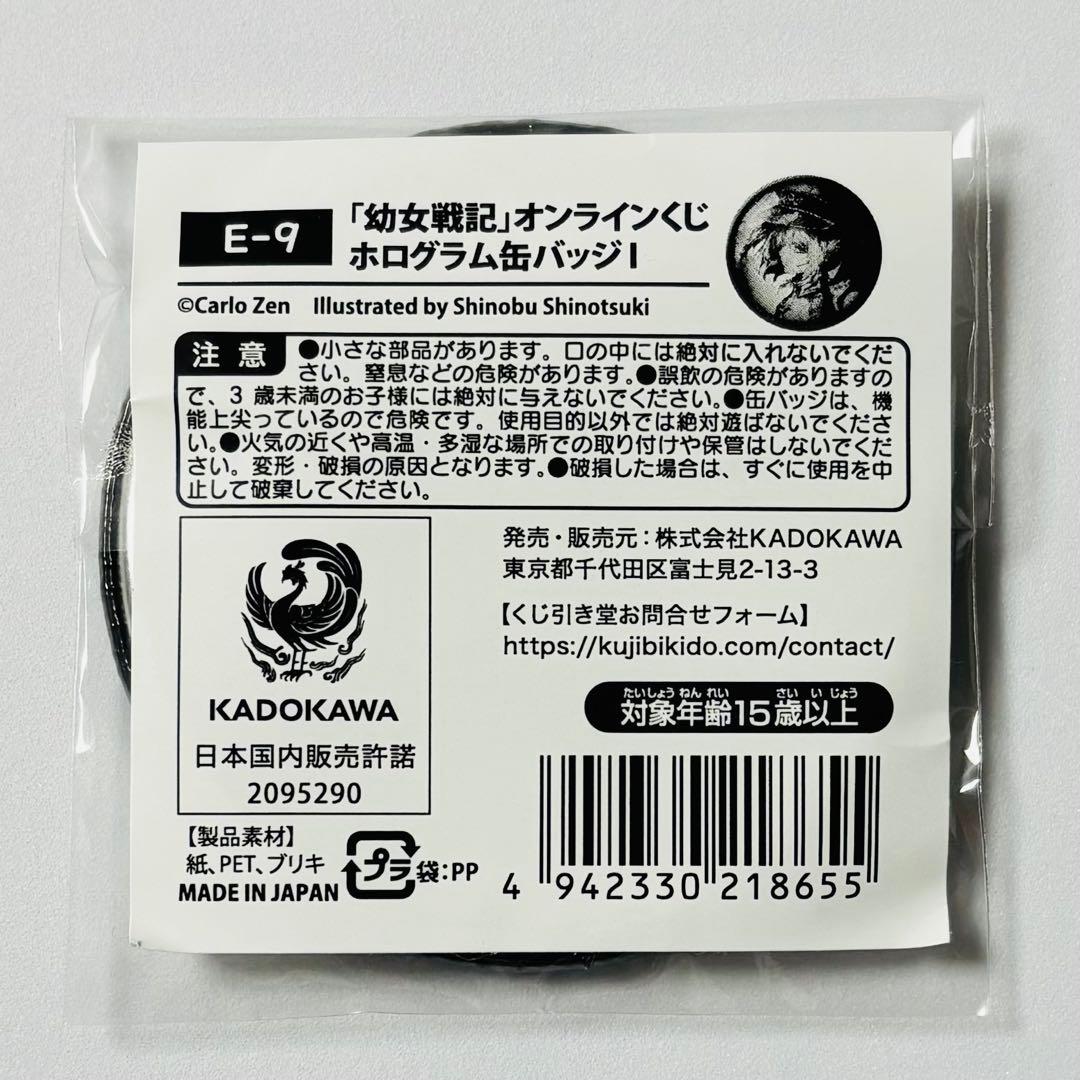 E-9
「幼女戦記」オンラインくじ
ホログラム缶バッジ I
©Carlo Zen Illustrated by Shinobu Shinotsuki
注意
●小さな部品があります。口の中には絶対に入れないでくだ
さい。窒息などの危険があります。●誤飲の危険がありますの
で、3 歳未満のお子様には絶対に与えないでください。●缶バッジは、機
能上尖っているので危険です。使用目的以外では絶対遊ばないでくださ
い。●火気の近くや高温・多湿な場所での取り付けや保管はしないでくだ
さい。変形・破損の原因となります。●破損した場合は、すぐに使用を中
止して破棄してください。
KADOKAWA
日本国内販売許諾
2095290
発売・販売元：株式会社KADOKAWA
東京都千代田区富士見2-13-3
【くじ引き堂お問合せフォーム】
https://kujibikido.com/contact/
たいしょう ねん れい さい い じょう
対象年齢15歳以上
【製品素材】
紙、PET、ブリキ
MADE IN JAPAN
プラ
袋：PP
4 942330 218655